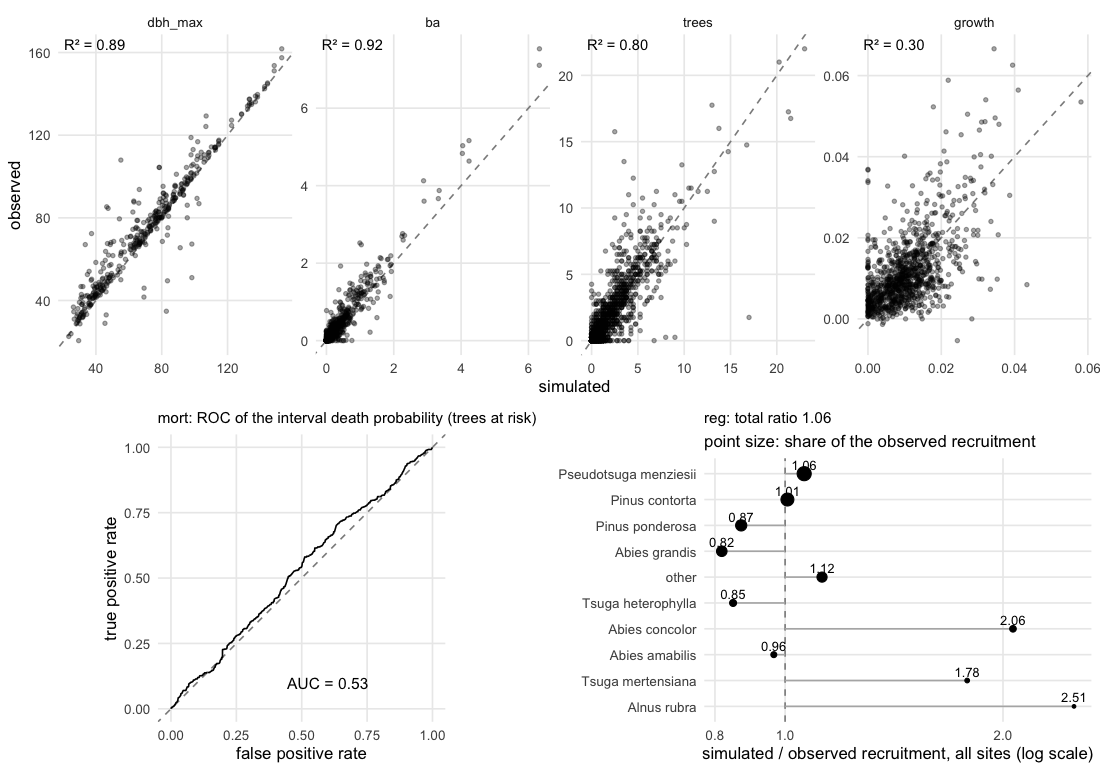 dbh_max
ba
trees
growth
R² = 0.89
R² = 0.92
R² = 0.80
R² = 0.30
observed
160
120
80
40
6
4
2
0
20
15
10
5
0
0.06
0.04
0.02
0.00
40 80 120
0 2 4 6
0 5 10 15 20
0.00 0.02 0.04 0.06
simulated
mort: ROC of the interval death probability (trees at risk)
true positive rate
1.00
0.75
0.50
0.25
0.00
AUC = 0.53
0.00 0.25 0.50 0.75 1.00
false positive rate
reg: total ratio 1.06
point size: share of the observed recruitment
Pseudotsuga menziesii 1.06
Pinus contorta 1.01
Pinus ponderosa 0.87
Abies grandis 0.82
other 1.12
Tsuga heterophylla 0.85
Abies concolor 2.06
Abies amabilis 0.96
Tsuga mertensiana 1.78
Alnus rubra 2.51
0.8 1.0 2.0
simulated / observed recruitment, all sites (log scale)